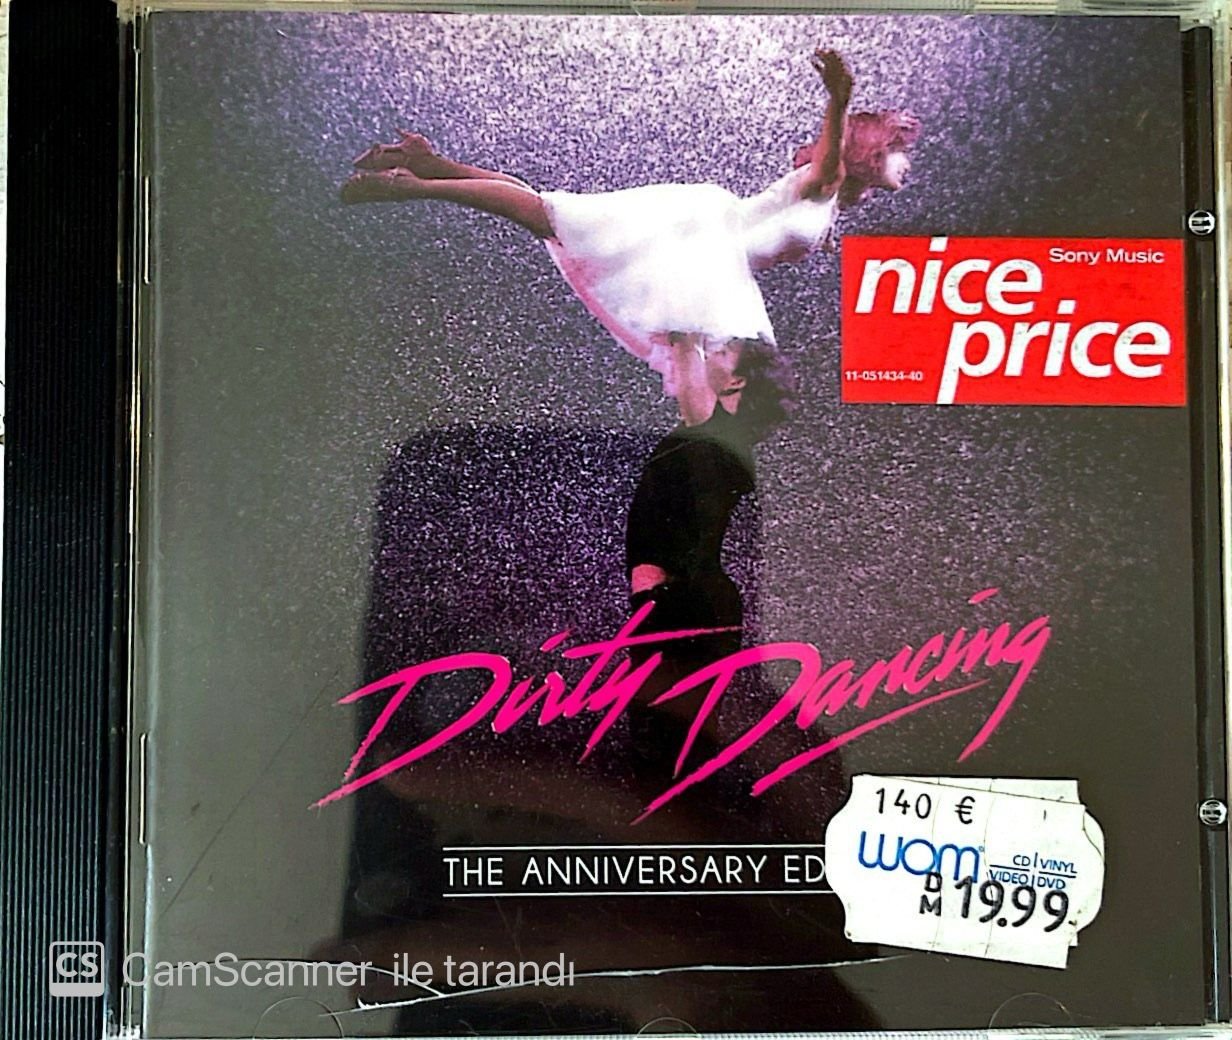 Sony Music
nice
price
11-051434-40
Dirty Dancing
THE ANNIVERSARY ED
140 €
wom
CD VINYL
VIDEO DVD
DM 19.99
CS CamScanner ile tarandı